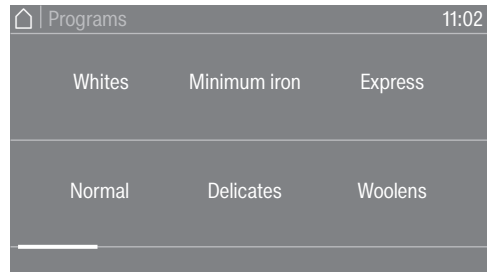 Programs 11:02
Whites Minimum iron Express
Normal Delicates Woolens